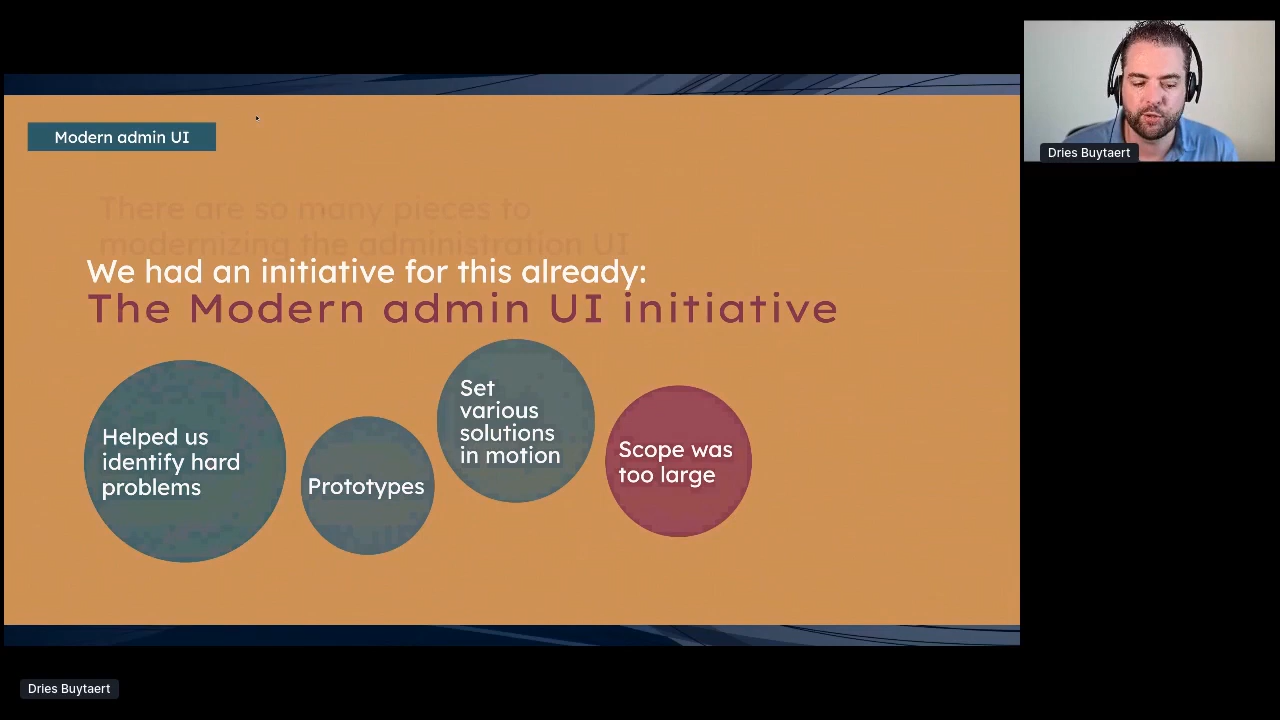 Modern admin UI
There are so many pieces to
modernizing the administration UI
We had an initiative for this already:
The Modern admin UI initiative
Helped us
identify hard
problems
Prototypes
Set
various
solutions
in motion
Scope was
too large
Dries Buytaert
Dries Buytaert